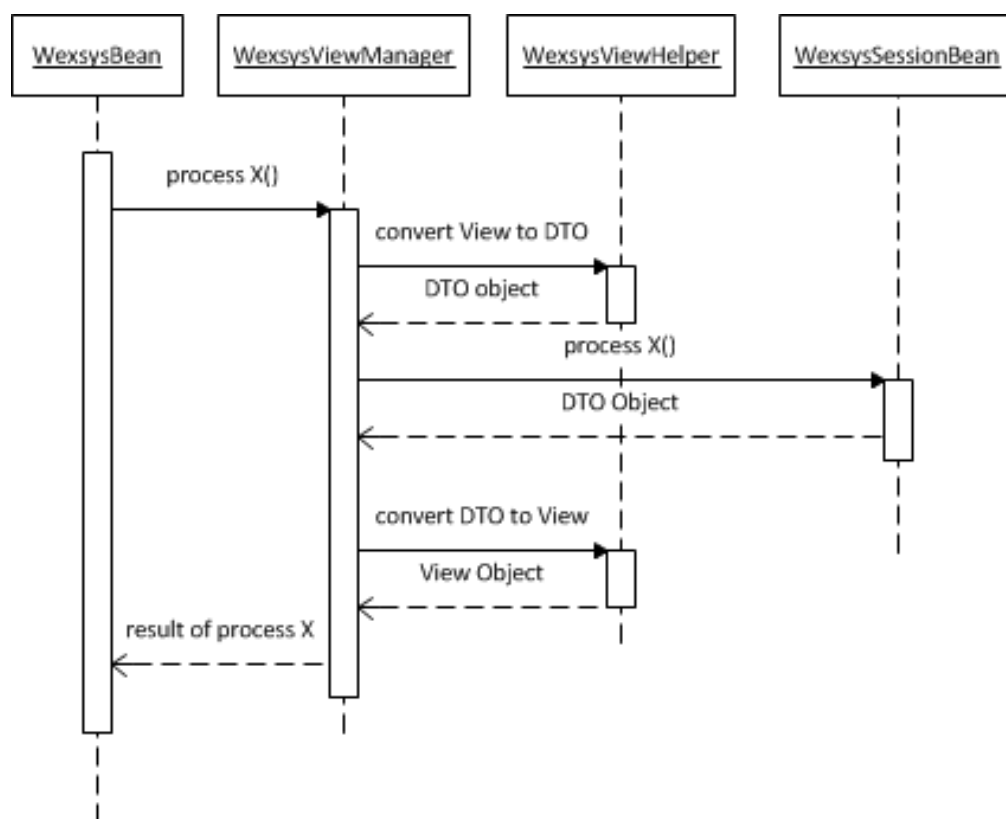 WexsysBean
WexsysViewManager
WexsysViewHelper
WexsysSessionBean
process X()
convert View to DTO
DTO object
process X()
DTO Object
convert DTO to View
View Object
result of process X